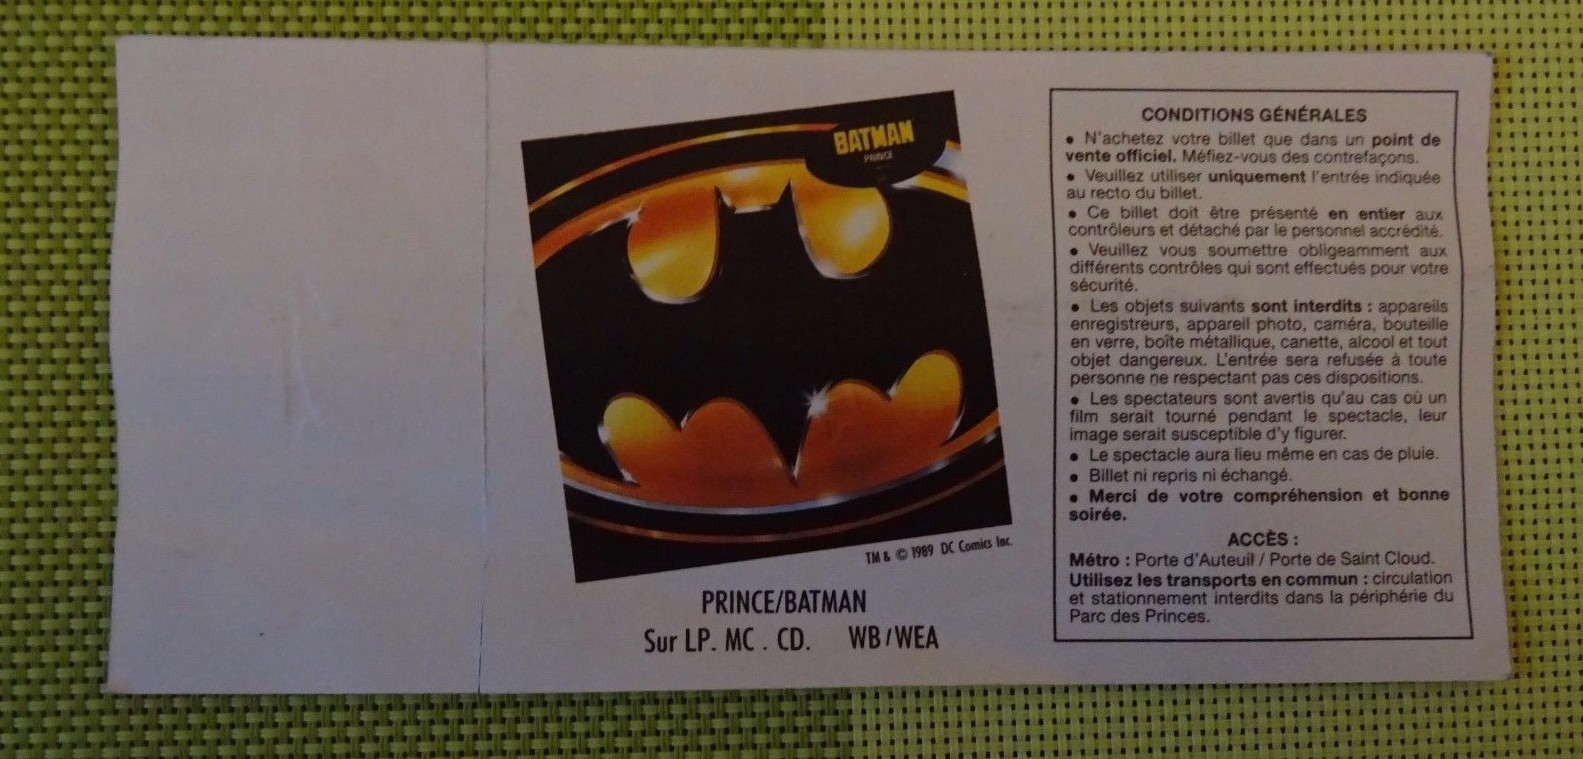 BATMAN
PRINCE
TM & © 1989 DC Comics Inc.
PRINCE/BATMAN
Sur LP. MC . CD. WB/WEA
CONDITIONS GÉNÉRALES
• N'achetez votre billet que dans un point de
vente officiel. Méfiez-vous des contrefaçons.
• Veuillez utiliser uniquement l'entrée indiquée
au recto du billet.
• Ce billet doit être présenté en entier aux
contrôleurs et détaché par le personnel accrédité.
• Veuillez vous soumettre obligeamment aux
différents contrôles qui sont effectués pour votre
sécurité.
• Les objets suivants sont interdits : appareils
enregistreurs, appareil photo, caméra, bouteille
en verre, boîte métallique, canette, alcool et tout
objet dangereux. L'entrée sera refusée à toute
personne ne respectant pas ces dispositions.
• Les spectateurs sont avertis qu'au cas où un
film serait tourné pendant le spectacle, leur
image serait susceptible d'y figurer.
• Le spectacle aura lieu même en cas de pluie.
• Billet ni repris ni échangé.
• Merci de votre compréhension et bonne
soirée.
ACCÈS :
Métro : Porte d'Auteuil / Porte de Saint Cloud.
Utilisez les transports en commun : circulation
et stationnement interdits dans la périphérie du
Parc des Princes.